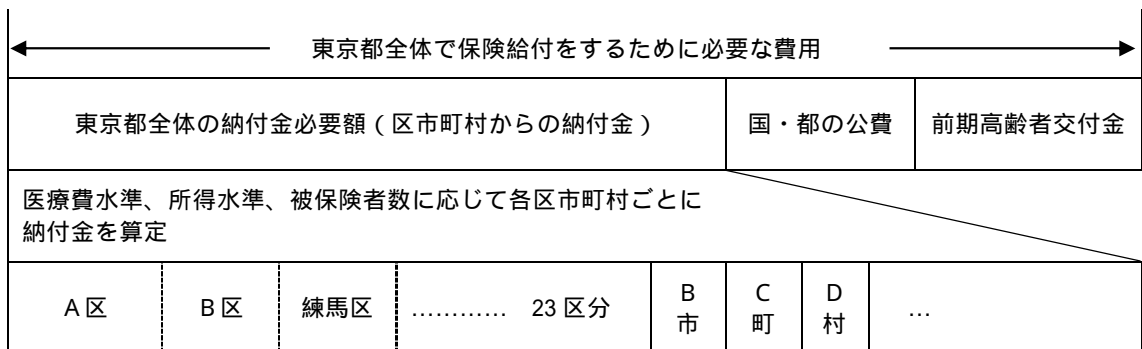 東京都全体で保険給付をするために必要な費用
東京都全体の納付金必要額(区市町村からの納付金)
国・都の公費
前期高齢者交付金
医療費水準、所得水準、被保険者数に応じて各区市町村ごとに
納付金を算定
A区
B区
練馬区
………… 23区分
B市
C町
D村
…